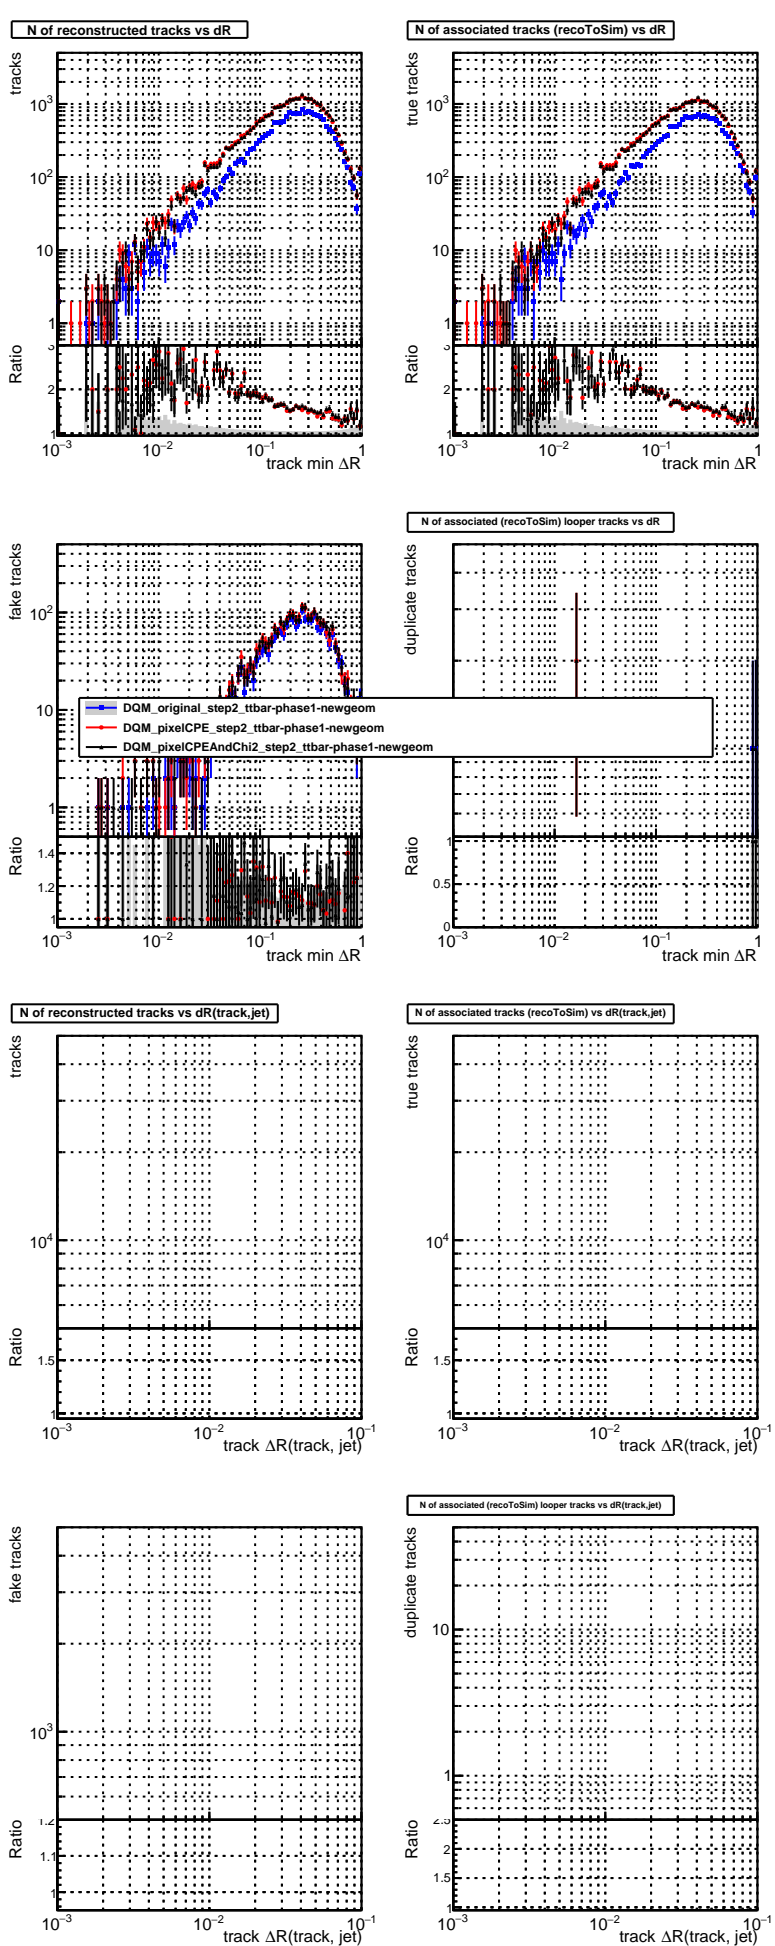 N of reconstructed tracks vs dR
tracks
10³
10²
10
1
Ratio
3
2
1
10⁻³ 10⁻² 10⁻¹ 1
track min ΔR
N of associated tracks (recoToSim) vs dR
true tracks
10³
10²
10
1
Ratio
3
2
1
10⁻³ 10⁻² 10⁻¹ 1
track min ΔR
fake tracks
10²
10
1
Ratio
1.4
1.2
1
10⁻³ 10⁻² 10⁻¹ 1
track min ΔR
N of associated (recoToSim) looper tracks vs dR
duplicate tracks
Ratio
1
0.5
0
10⁻³ 10⁻² 10⁻¹ 1
track min ΔR
DQM_original_step2_ttbar-phase1-newgeom
DQM_pixelCPE_step2_ttbar-phase1-newgeom
DQM_pixelCPEAndChi2_step2_ttbar-phase1-newgeom
N of reconstructed tracks vs dR(track,jet)
tracks
10⁴
Ratio
1.5
1
10⁻³ 10⁻² 10⁻¹
track ΔR(track, jet)
N of associated tracks (recoToSim) vs dR(track,jet)
true tracks
10⁴
Ratio
1.5
1
10⁻³ 10⁻² 10⁻¹
track ΔR(track, jet)
fake tracks
10³
Ratio
1.2
1.1
1
10⁻³ 10⁻² 10⁻¹
track ΔR(track, jet)
N of associated (recoToSim) looper tracks vs dR(track,jet)
duplicate tracks
10
1
Ratio
2.5
2
1.5
1
10⁻³ 10⁻² 10⁻¹
track ΔR(track, jet)